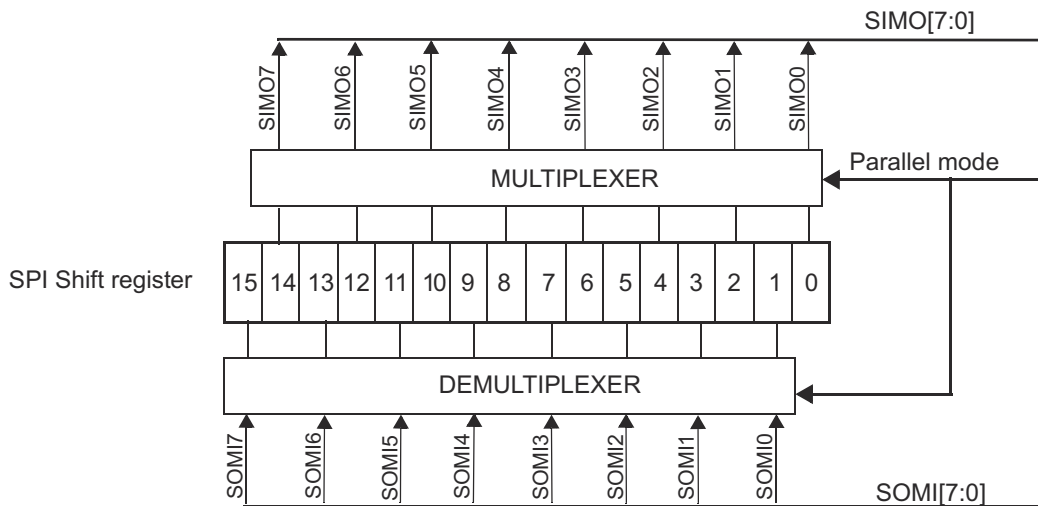 SIMO[7:0]
SIMO7 SIMO6 SIMO5 SIMO4 SIMO3 SIMO2 SIMO1 SIMO0
Parallel mode
MULTIPLEXER
SPI Shift register
15 14 13 12 11 10 9 8 7 6 5 4 3 2 1 0
DEMULTIPLEXER
SOMI7 SOMI6 SOMI5 SOMI4 SOMI3 SOMI2 SOMI1 SOMI0
SOMI[7:0]